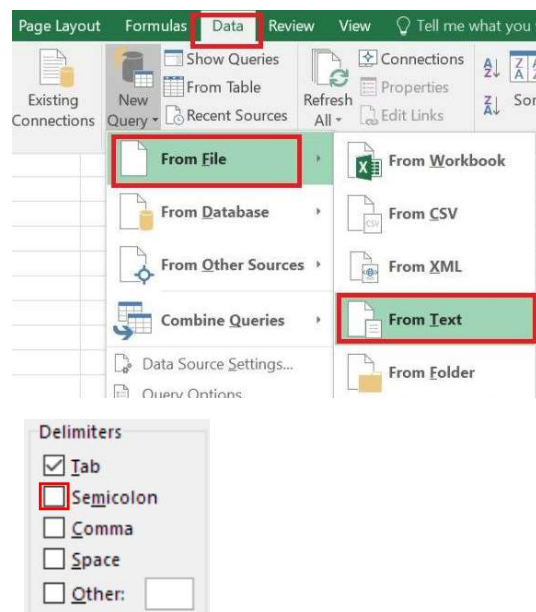 Page Layout Formulas Data Review View Tell me what you
Show Queries
From Table
Recent Sources
Existing Connections
New Query
Refresh All
Connections
Properties
Edit Links
A Z
Z A
Z A
A Z
Sor
From File
From Database
From Other Sources
Combine Queries
Data Source Settings...
Query Options
From Workbook
CSV
From CSV
From XML
From Text
From Folder
Delimiters
Tab
Semicolon
Comma
Space
Other: